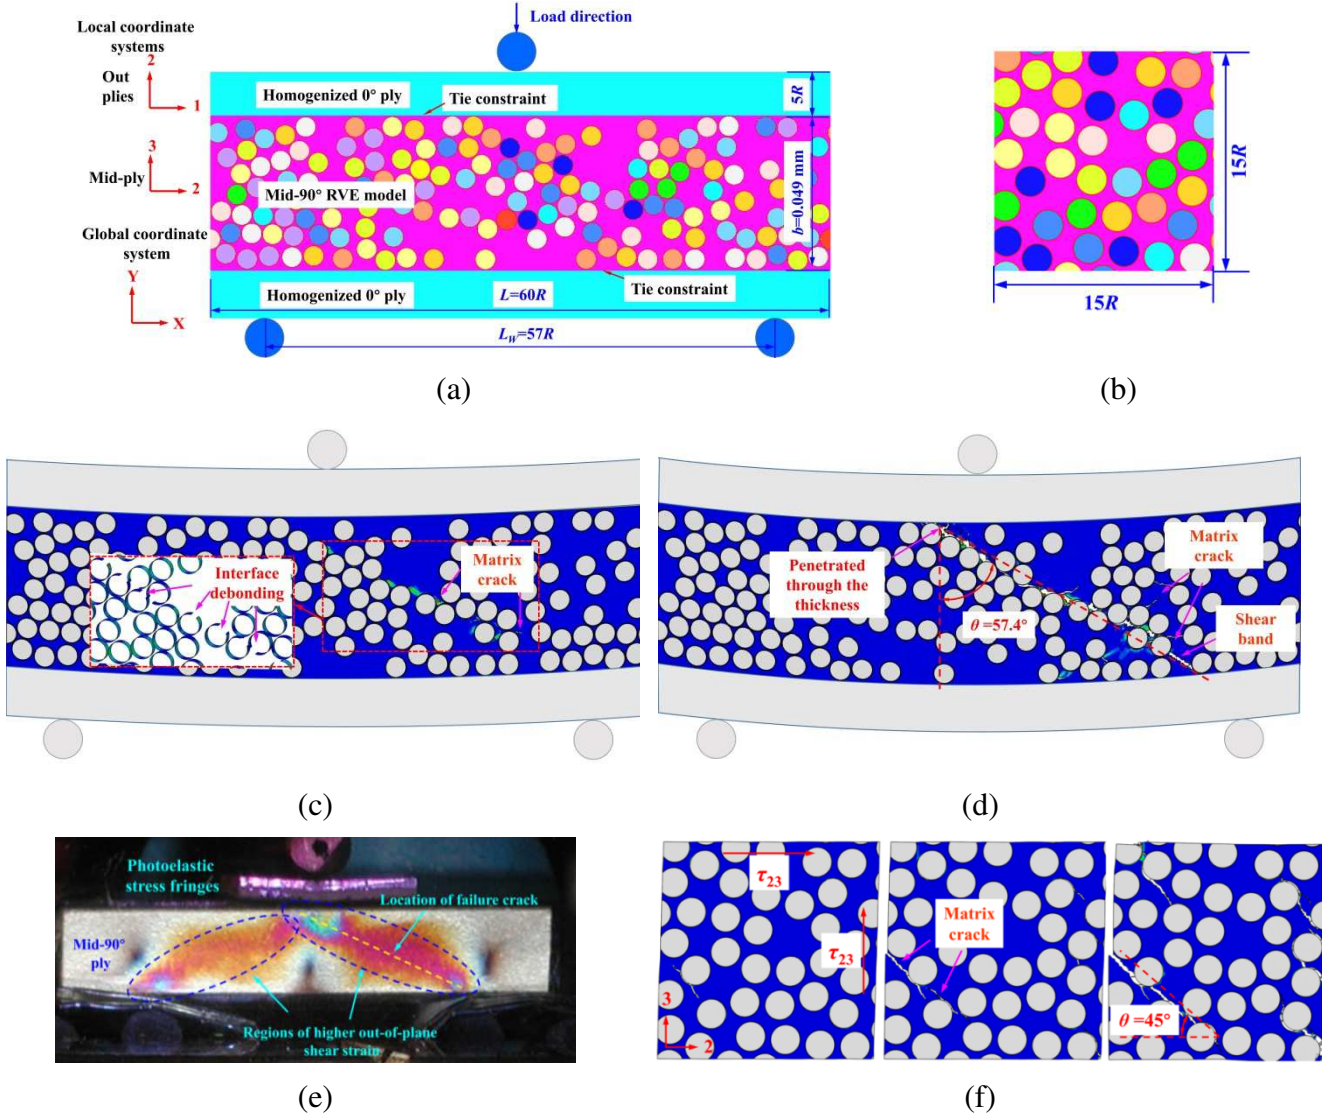 Load direction
Local coordinate
systems
2
Out
plies
1
Homogenized 0° ply
Tie constraint
5R
3
Mid-ply
2
Mid-90° RVE model
b=0.049 mm
Global coordinate
system
Y
X
Homogenized 0° ply
L=60R
Tie constraint
L_W=57R
(a)
15R
15R
(b)
Interface
debonding
Matrix
crack
(c)
Penetrated
through the
thickness
θ =57.4°
Matrix
crack
Shear
band
(d)
Photoelastic
stress fringes
Location of failure crack
Mid-90°
ply
Regions of higher out-of-plane
shear strain
(e)
τ23
τ23
3
2
Matrix
crack
θ =45°
(f)